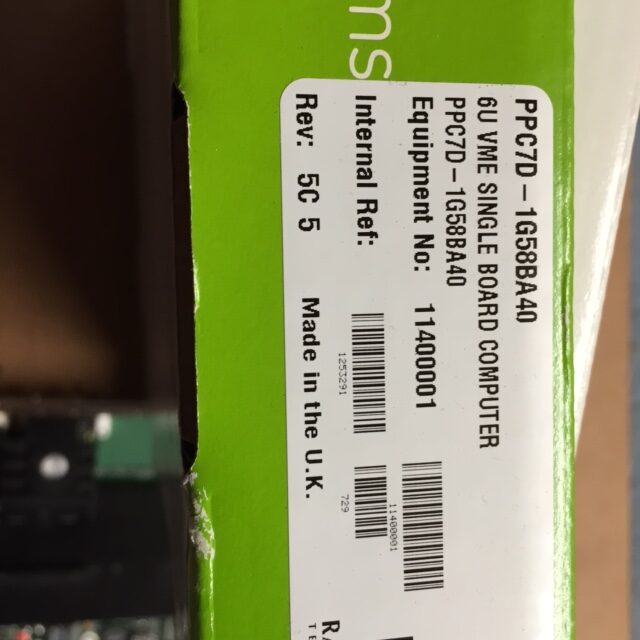 ms
PPC7D - 1G58BA40
6U VME SINGLE BOARD COMPUTER
PPC7D - 1G58BA40
Equipment No: 11400001
11400001
Internal Ref:
1253291
729
Rev: 5C 5 Made in the U.K.